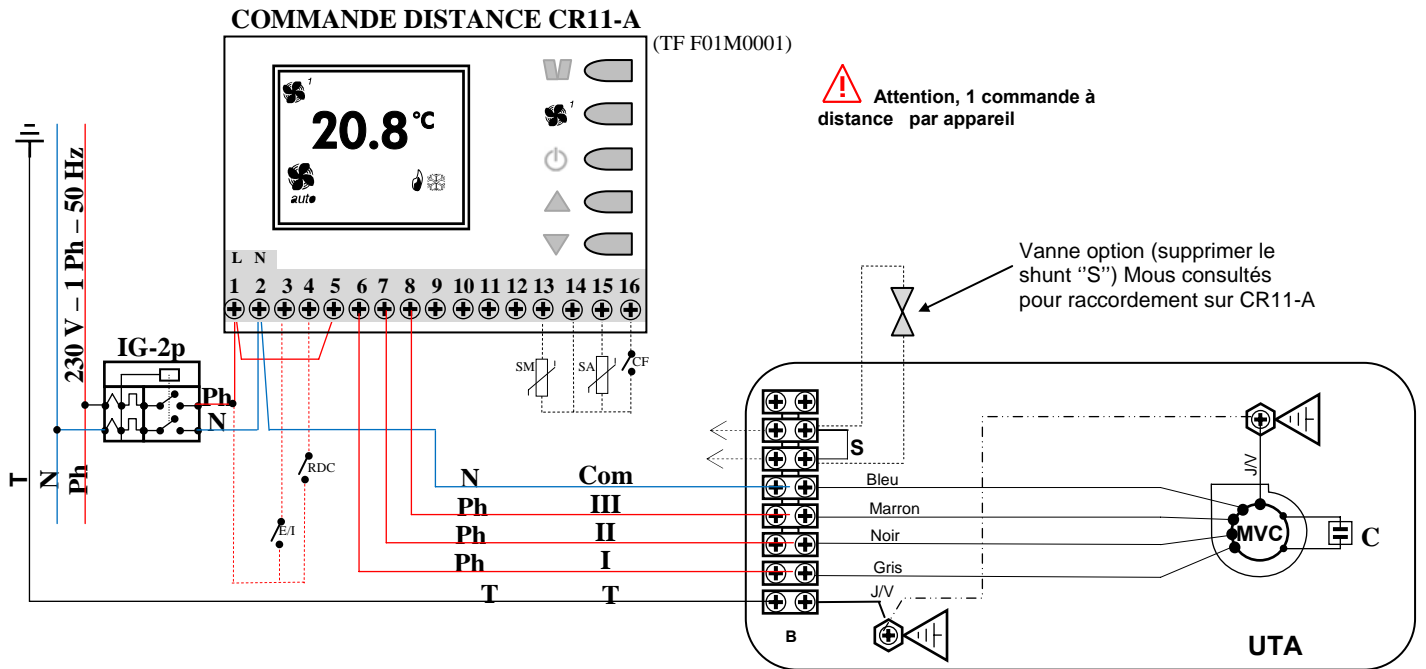 COMMANDE DISTANCE CR11-A
(TF F01M0001)
1
20.8 °C
auto
1
Attention, 1 commande à
distance par appareil
230 V – 1 Ph – 50 Hz
L N
1 2 3 4 5 6 7 8 9 10 11 12 13 14 15 16
Vanne option (supprimer le
shunt ‘’S’’) Mous consultés
pour raccordement sur CR11-A
IG-2p
Ph
N
SM
SA
CF
RDC
E/I
T
N
Ph
S
N Com
Ph III
Ph II
Ph I
T T
Bleu
Marron
Noir
Gris
J/V
J/V
MVC
C
B
UTA